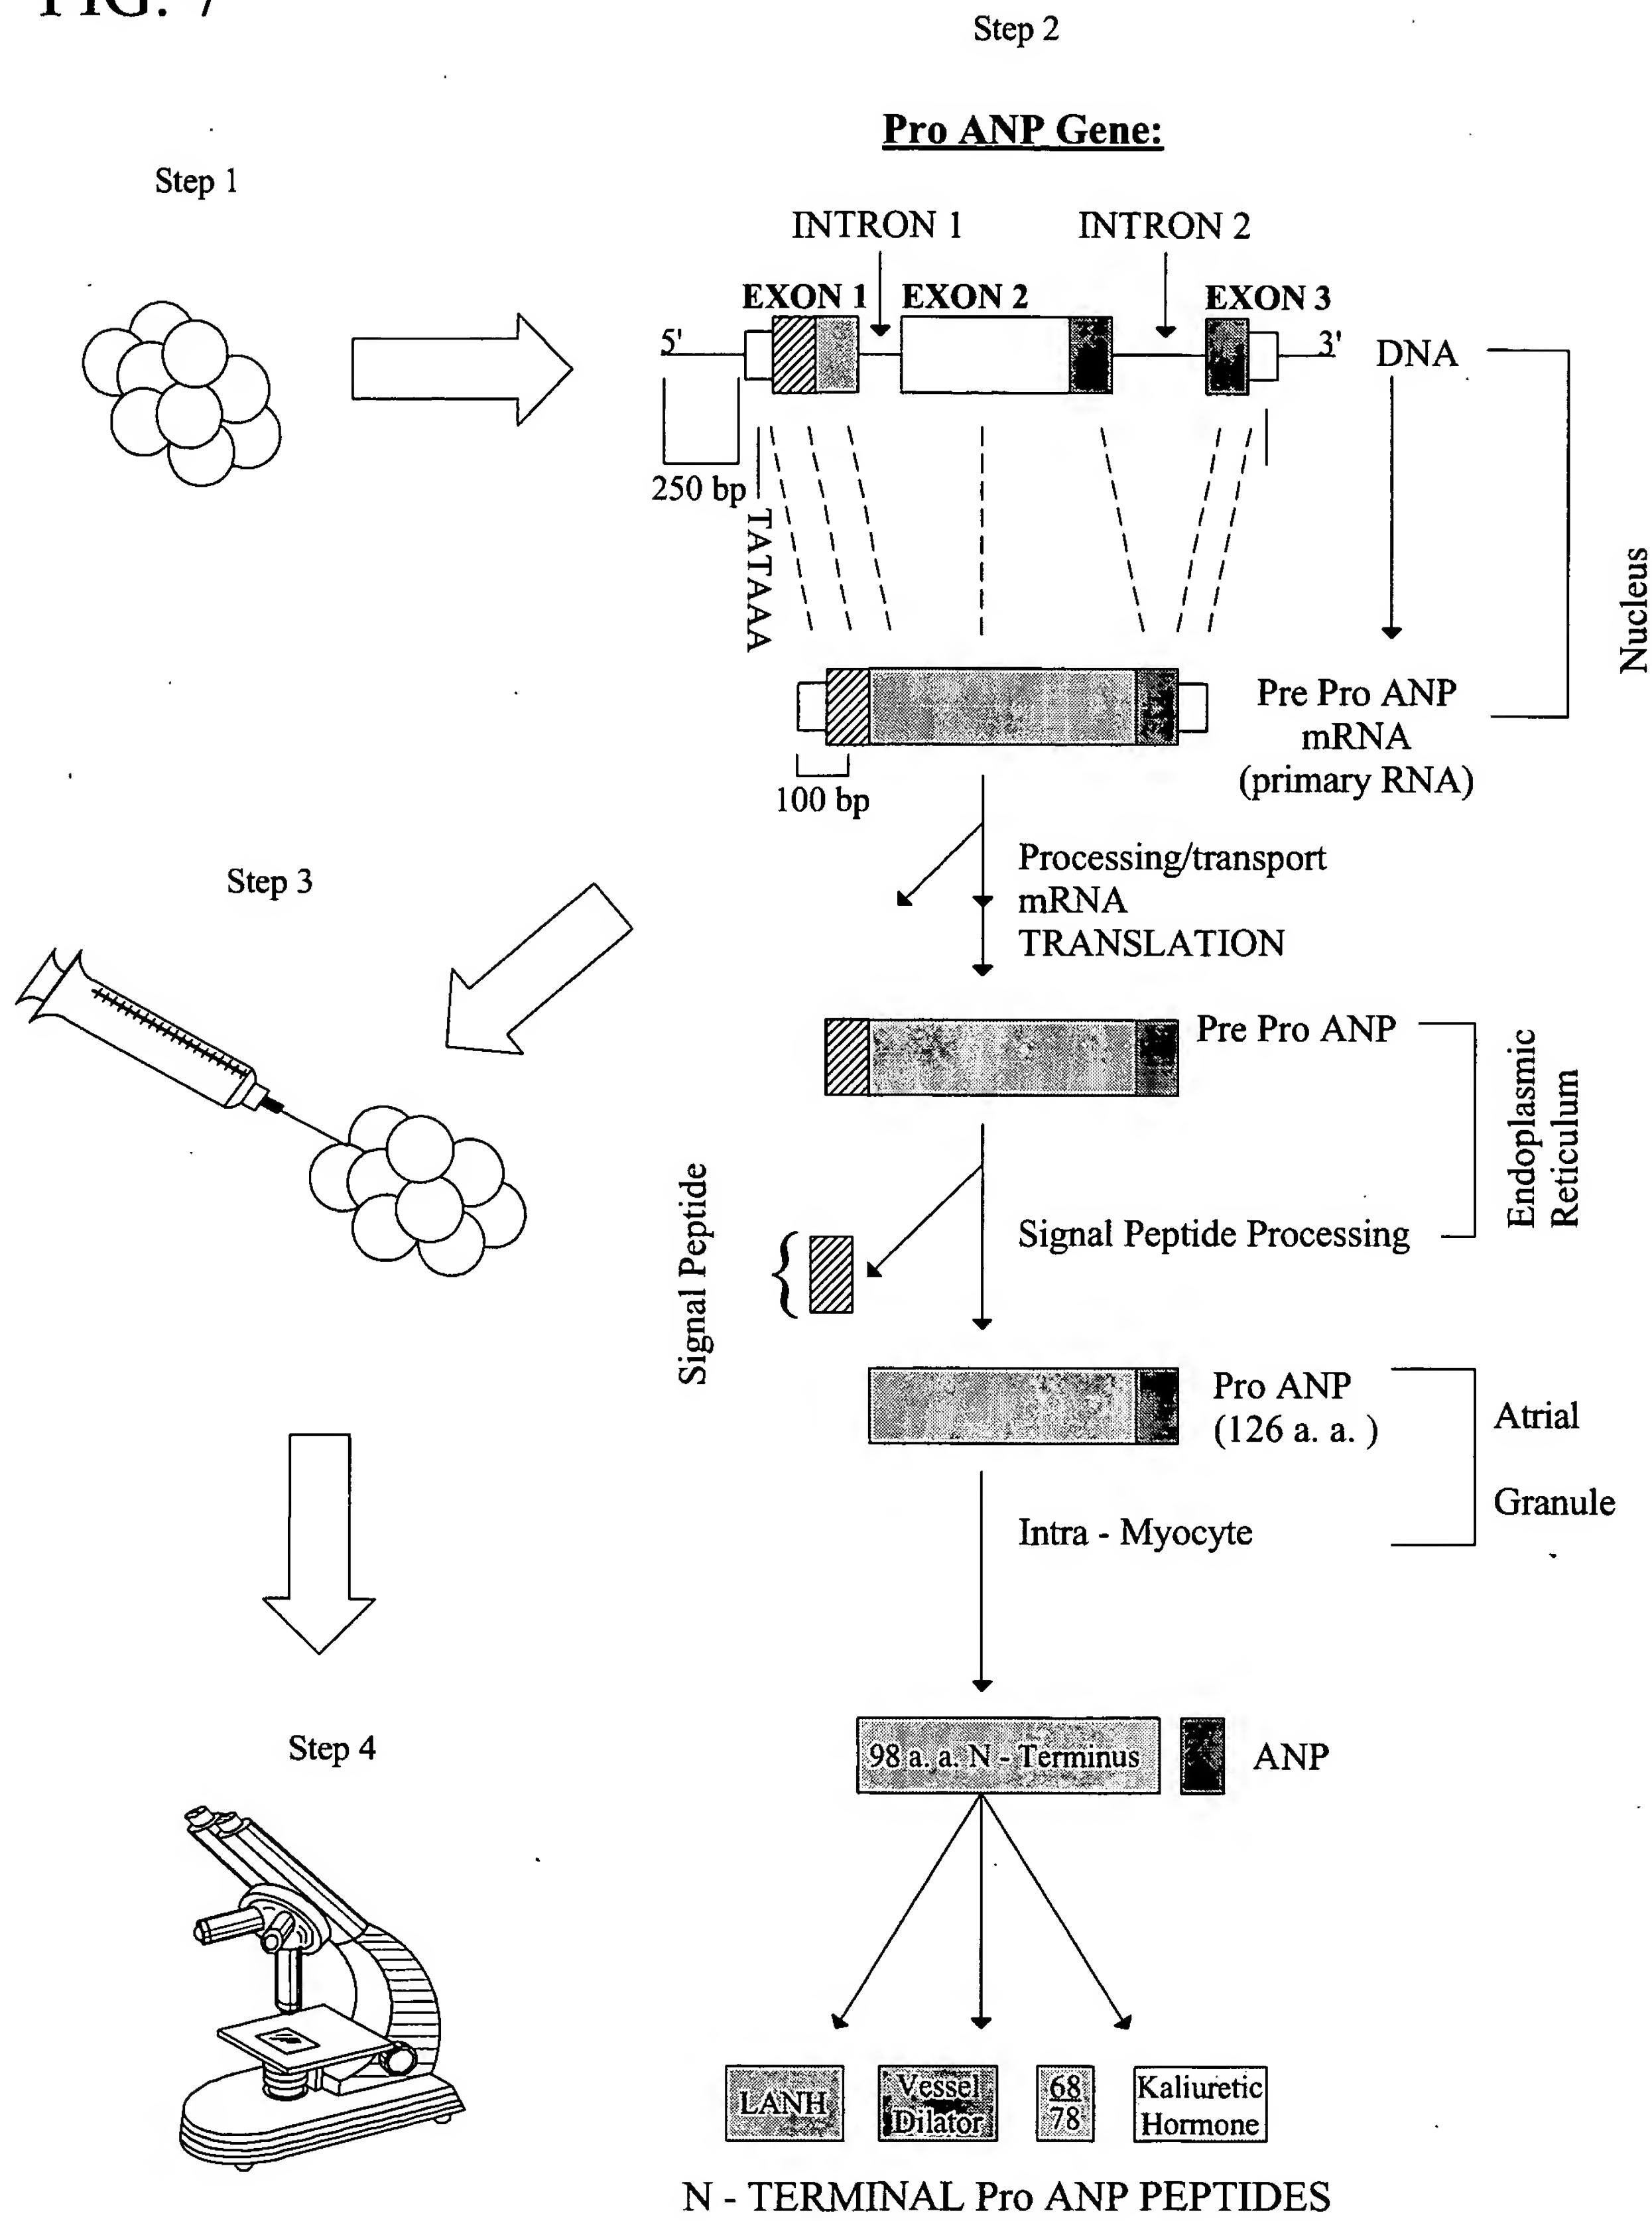 FIG. 7
Step 2
Pro ANP Gene:
Step 1
INTRON 1 INTRON 2
EXON 1 EXON 2 EXON 3
5' 3' DNA
250 bp
TATAAA
Nucleus
Pre Pro ANP
mRNA
(primary RNA)
100 bp
Processing/transport
mRNA
TRANSLATION
Step 3
Pre Pro ANP
Endoplasmic
Reticulum
Signal Peptide
Signal Peptide Processing
Pro ANP
(126 a. a. )
Atrial
Granule
Intra - Myocyte
Step 4
98 a. a. N - Terminus ANP
LANH
Vessel
Dilator
68
78
Kaliuretic
Hormone
N - TERMINAL Pro ANP PEPTIDES